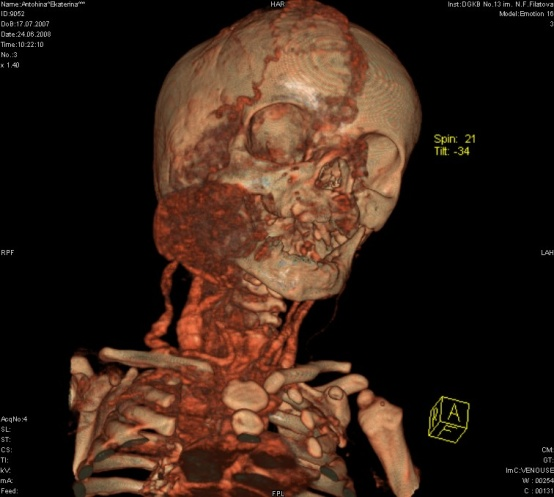 Name:Antohina^Ekaterina^^^
ID:9052
DoB:17.07.2007
Date:24.06.2008
Time:10:22:10
No.:3
x 1.40
HAR
Inst:DGKB No.13 im. N.F.Filatova
Model:Emotion 16
3
Spin: 21
Tilt: -34
RPF
LAH
A
AcqNo:4
SL:
ST:
CS:
TI:
kV:
mA:
Feed:
FPL
CM:
GT:
ImC:VENOUSE
W : 00254
C : 00131